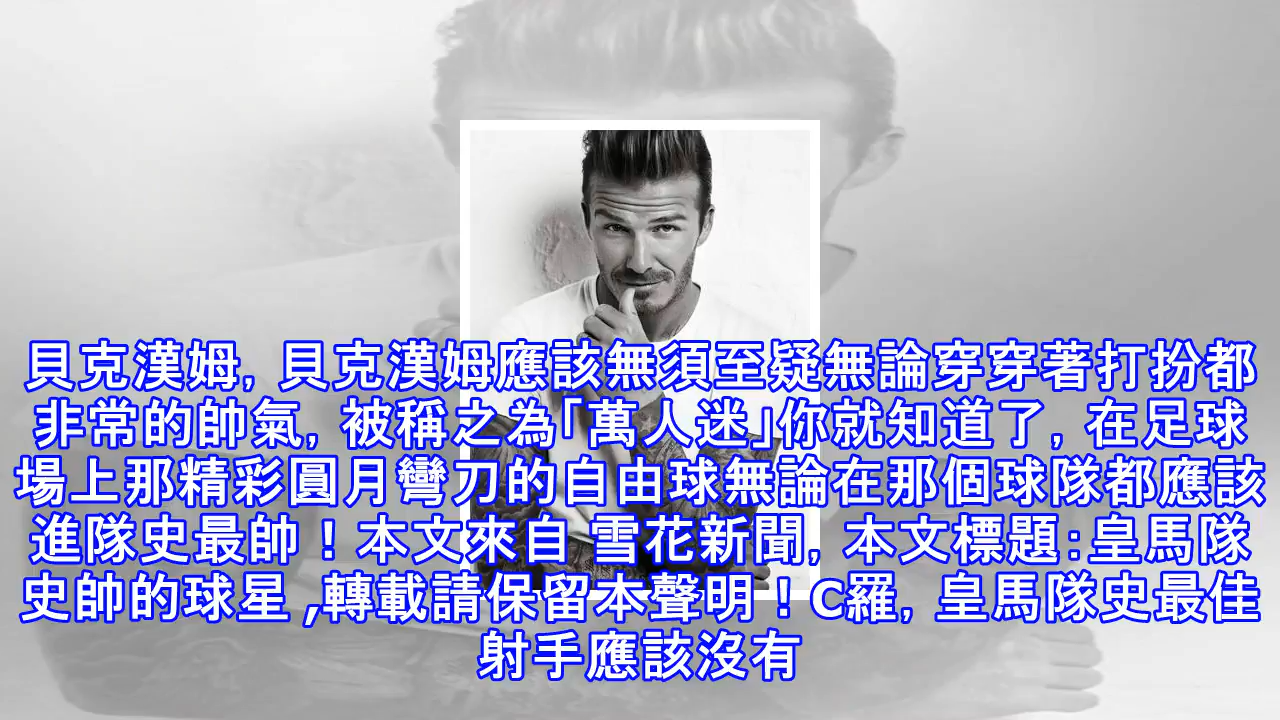 貝克漢姆, 貝克漢姆應該無須至疑無論穿穿著打扮都
非常的帥氣, 被稱之為「萬人迷」你就知道了, 在足球
場上那精彩圓月彎刀的自由球無論在那個球隊都應該
進隊史最帥！本文來自 雪花新聞, 本文標題:皇馬隊
史帥的球星 ,轉載請保留本聲明！C羅, 皇馬隊史最佳
射手應該沒有